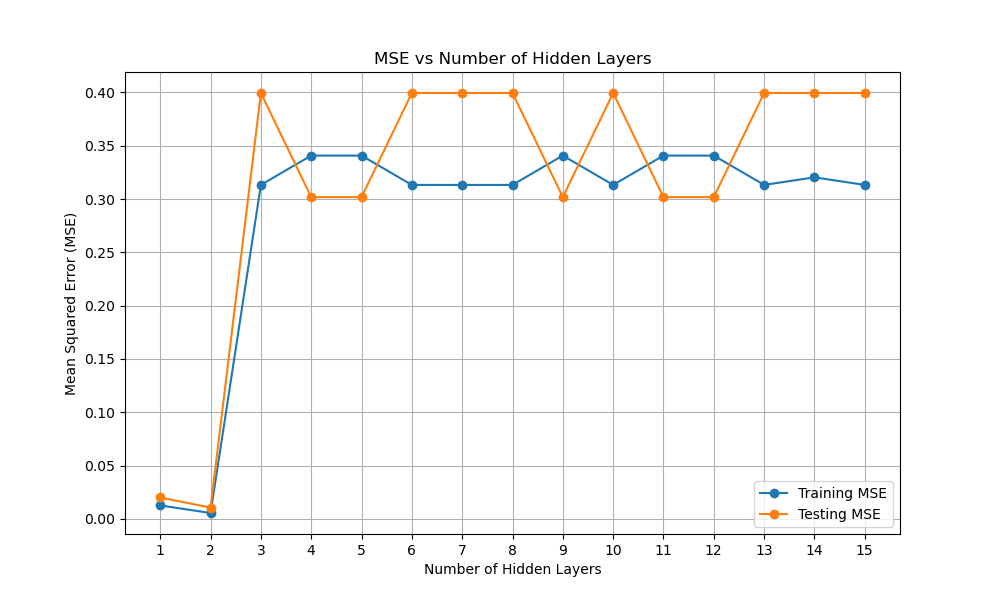 MSE vs Number of Hidden Layers
Mean Squared Error (MSE)
0.40
0.35
0.30
0.25
0.20
0.15
0.10
0.05
0.00
Training MSE
Testing MSE
1 2 3 4 5 6 7 8 9 10 11 12 13 14 15
Number of Hidden Layers